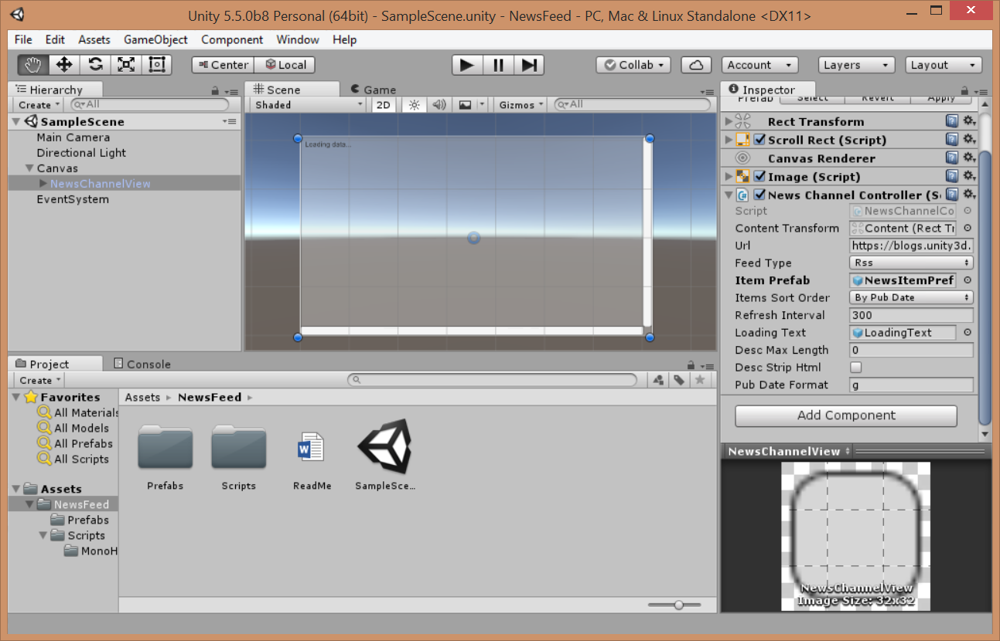 Unity 5.5.0b8 Personal (64bit) - SampleScene.unity - NewsFeed - PC, Mac & Linux Standalone <DX11>
File Edit Assets GameObject Component Window Help
Center Local Collab Account Layers Layout
Hierarchy
Create All
SampleScene
Main Camera
Directional Light
Canvas
NewsChannelView
EventSystem
Scene Game
Shaded 2D Gizmos All
Loading data...
Inspector
Prefab Select Revert Apply
Rect Transform
Scroll Rect (Script)
Canvas Renderer
Image (Script)
News Channel Controller (Sc
Script NewsChannelCo
Content Transform Content (Rect Tr
Url https://blogs.unity3d.
Feed Type Rss
Item Prefab NewsItemPref
Items Sort Order By Pub Date
Refresh Interval 300
Loading Text LoadingText
Desc Max Length 0
Desc Strip Html
Pub Date Format g
Add Component
NewsChannelView
NewsChannelView
Image Size: 32x32
Project Console
Create
Favorites
All Materials
All Models
All Prefabs
All Scripts
Assets
NewsFeed
Prefabs
Scripts
MonoH
Assets NewsFeed
Prefabs Scripts ReadMe SampleSce...